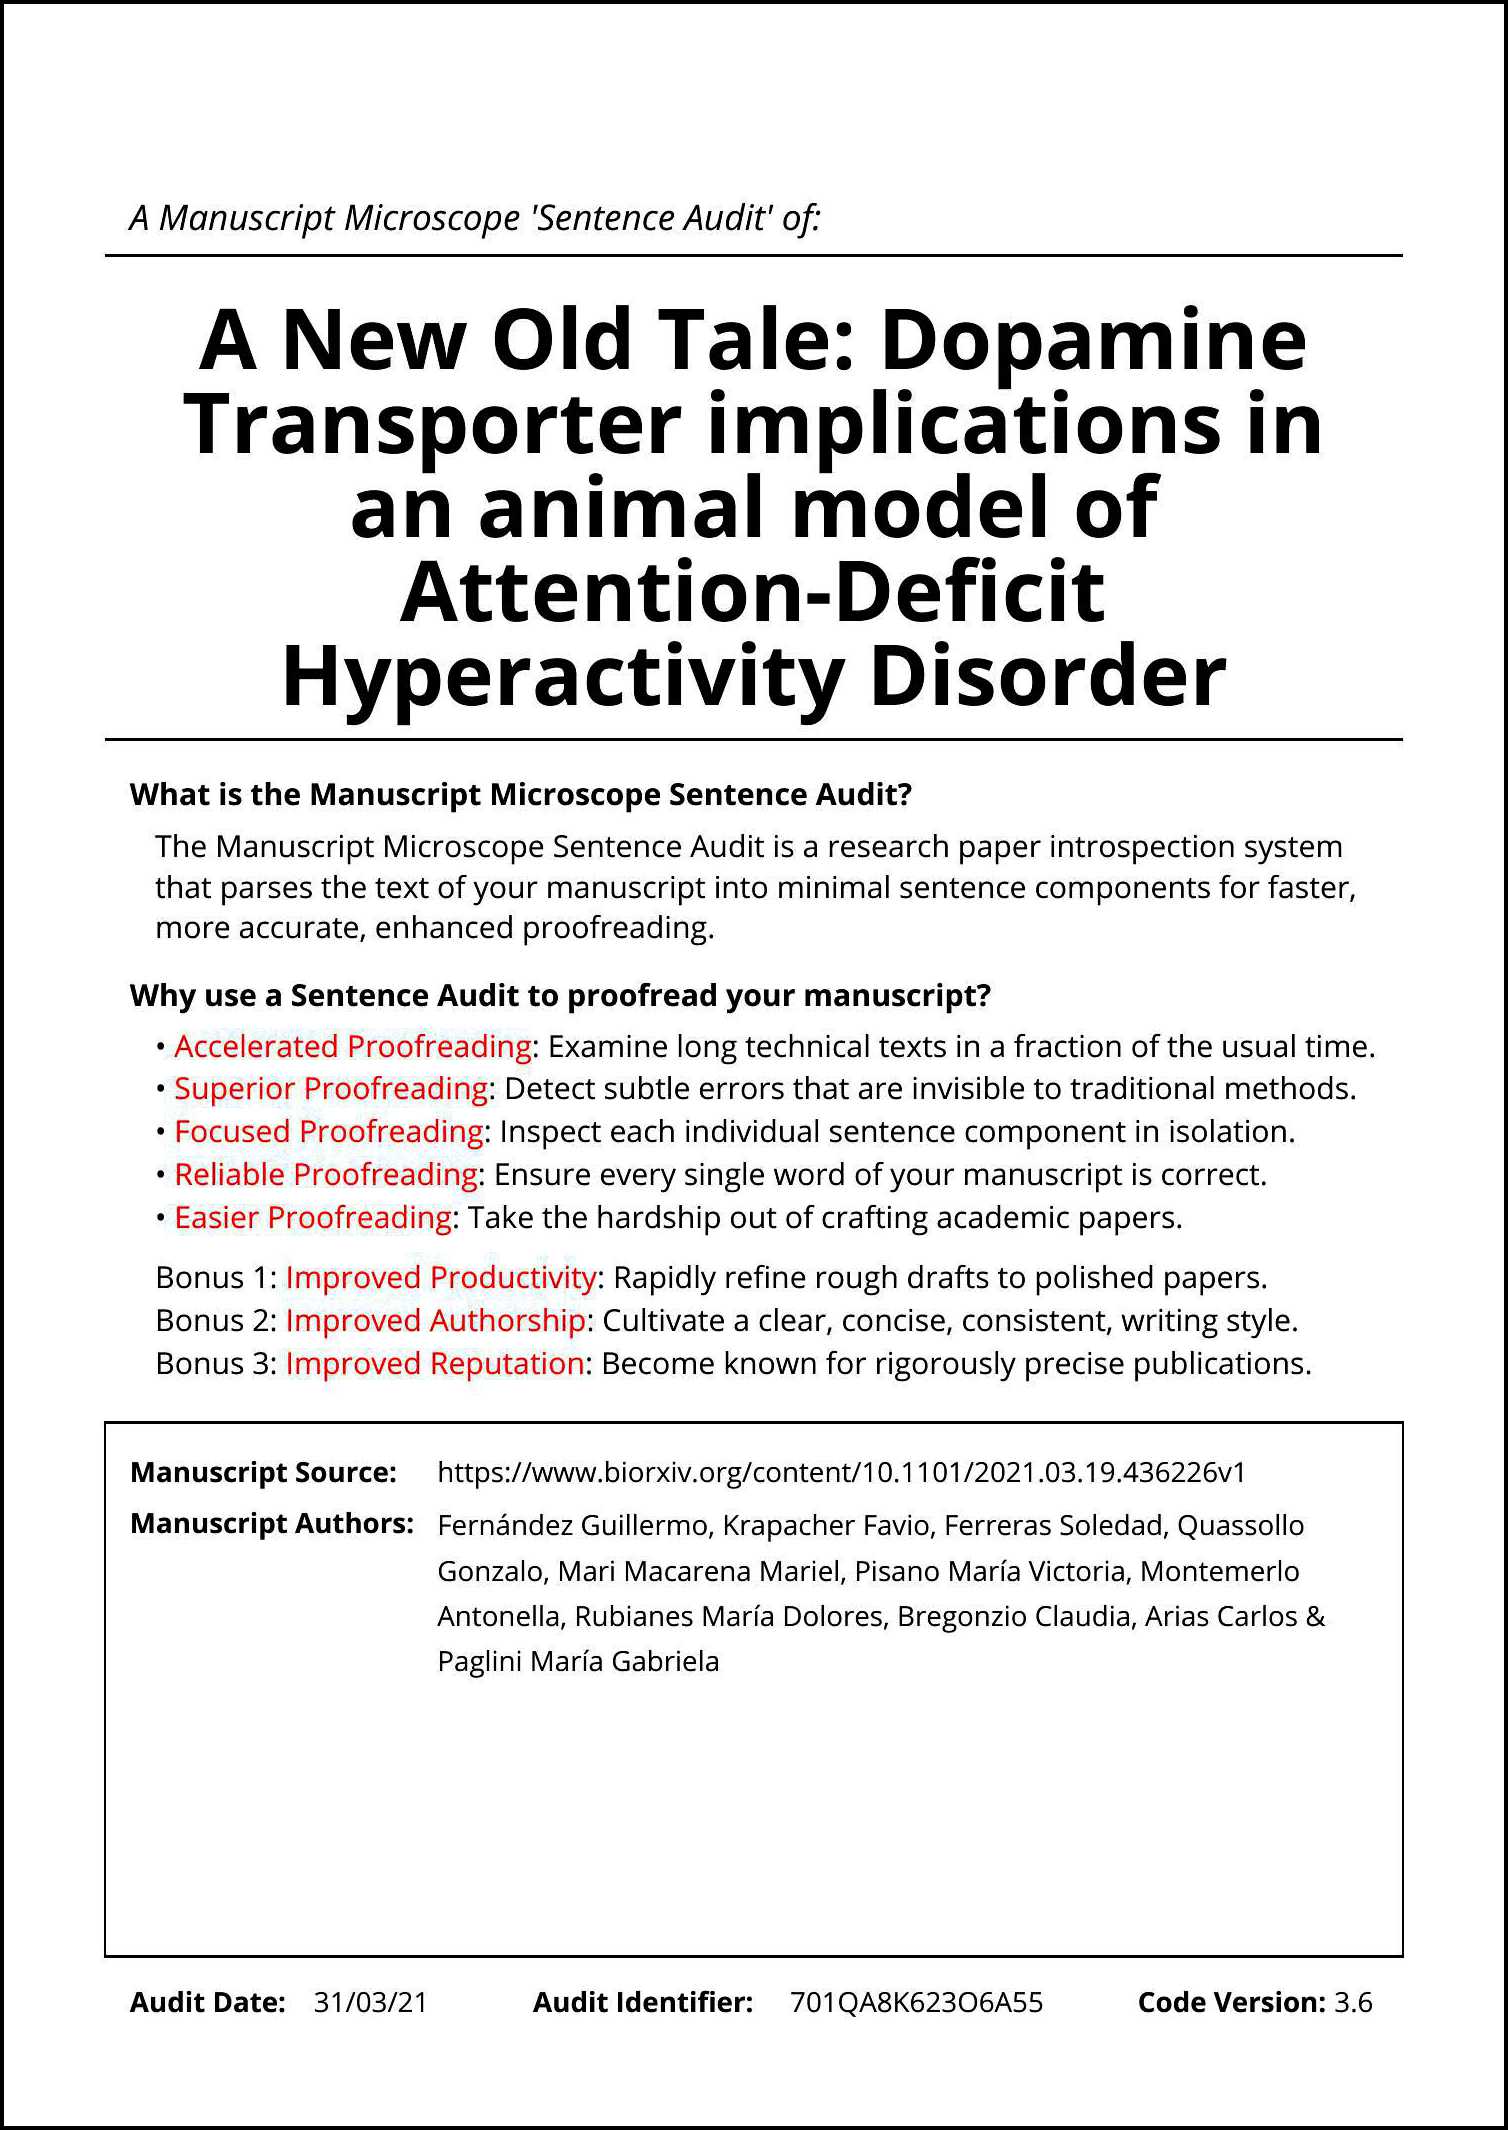 A Manuscript Microscope 'Sentence Audit' of:
A New Old Tale: Dopamine
Transporter implications in
an animal model of
Attention-Deficit
Hyperactivity Disorder
What is the Manuscript Microscope Sentence Audit?
The Manuscript Microscope Sentence Audit is a research paper introspection system
that parses the text of your manuscript into minimal sentence components for faster,
more accurate, enhanced proofreading.
Why use a Sentence Audit to proofread your manuscript?
• Accelerated Proofreading: Examine long technical texts in a fraction of the usual time.
• Superior Proofreading: Detect subtle errors that are invisible to traditional methods.
• Focused Proofreading: Inspect each individual sentence component in isolation.
• Reliable Proofreading: Ensure every single word of your manuscript is correct.
• Easier Proofreading: Take the hardship out of crafting academic papers.
Bonus 1: Improved Productivity: Rapidly refine rough drafts to polished papers.
Bonus 2: Improved Authorship: Cultivate a clear, concise, consistent, writing style.
Bonus 3: Improved Reputation: Become known for rigorously precise publications.
Manuscript Source: https://www.biorxiv.org/content/10.1101/2021.03.19.436226v1
Manuscript Authors: Fernández Guillermo, Krapacher Favio, Ferreras Soledad, Quassollo
Gonzalo, Mari Macarena Mariel, Pisano María Victoria, Montemerlo
Antonella, Rubianes María Dolores, Bregonzio Claudia, Arias Carlos &
Paglini María Gabriela
Audit Date: 31/03/21 Audit Identifier: 701QA8K623O6A55 Code Version: 3.6